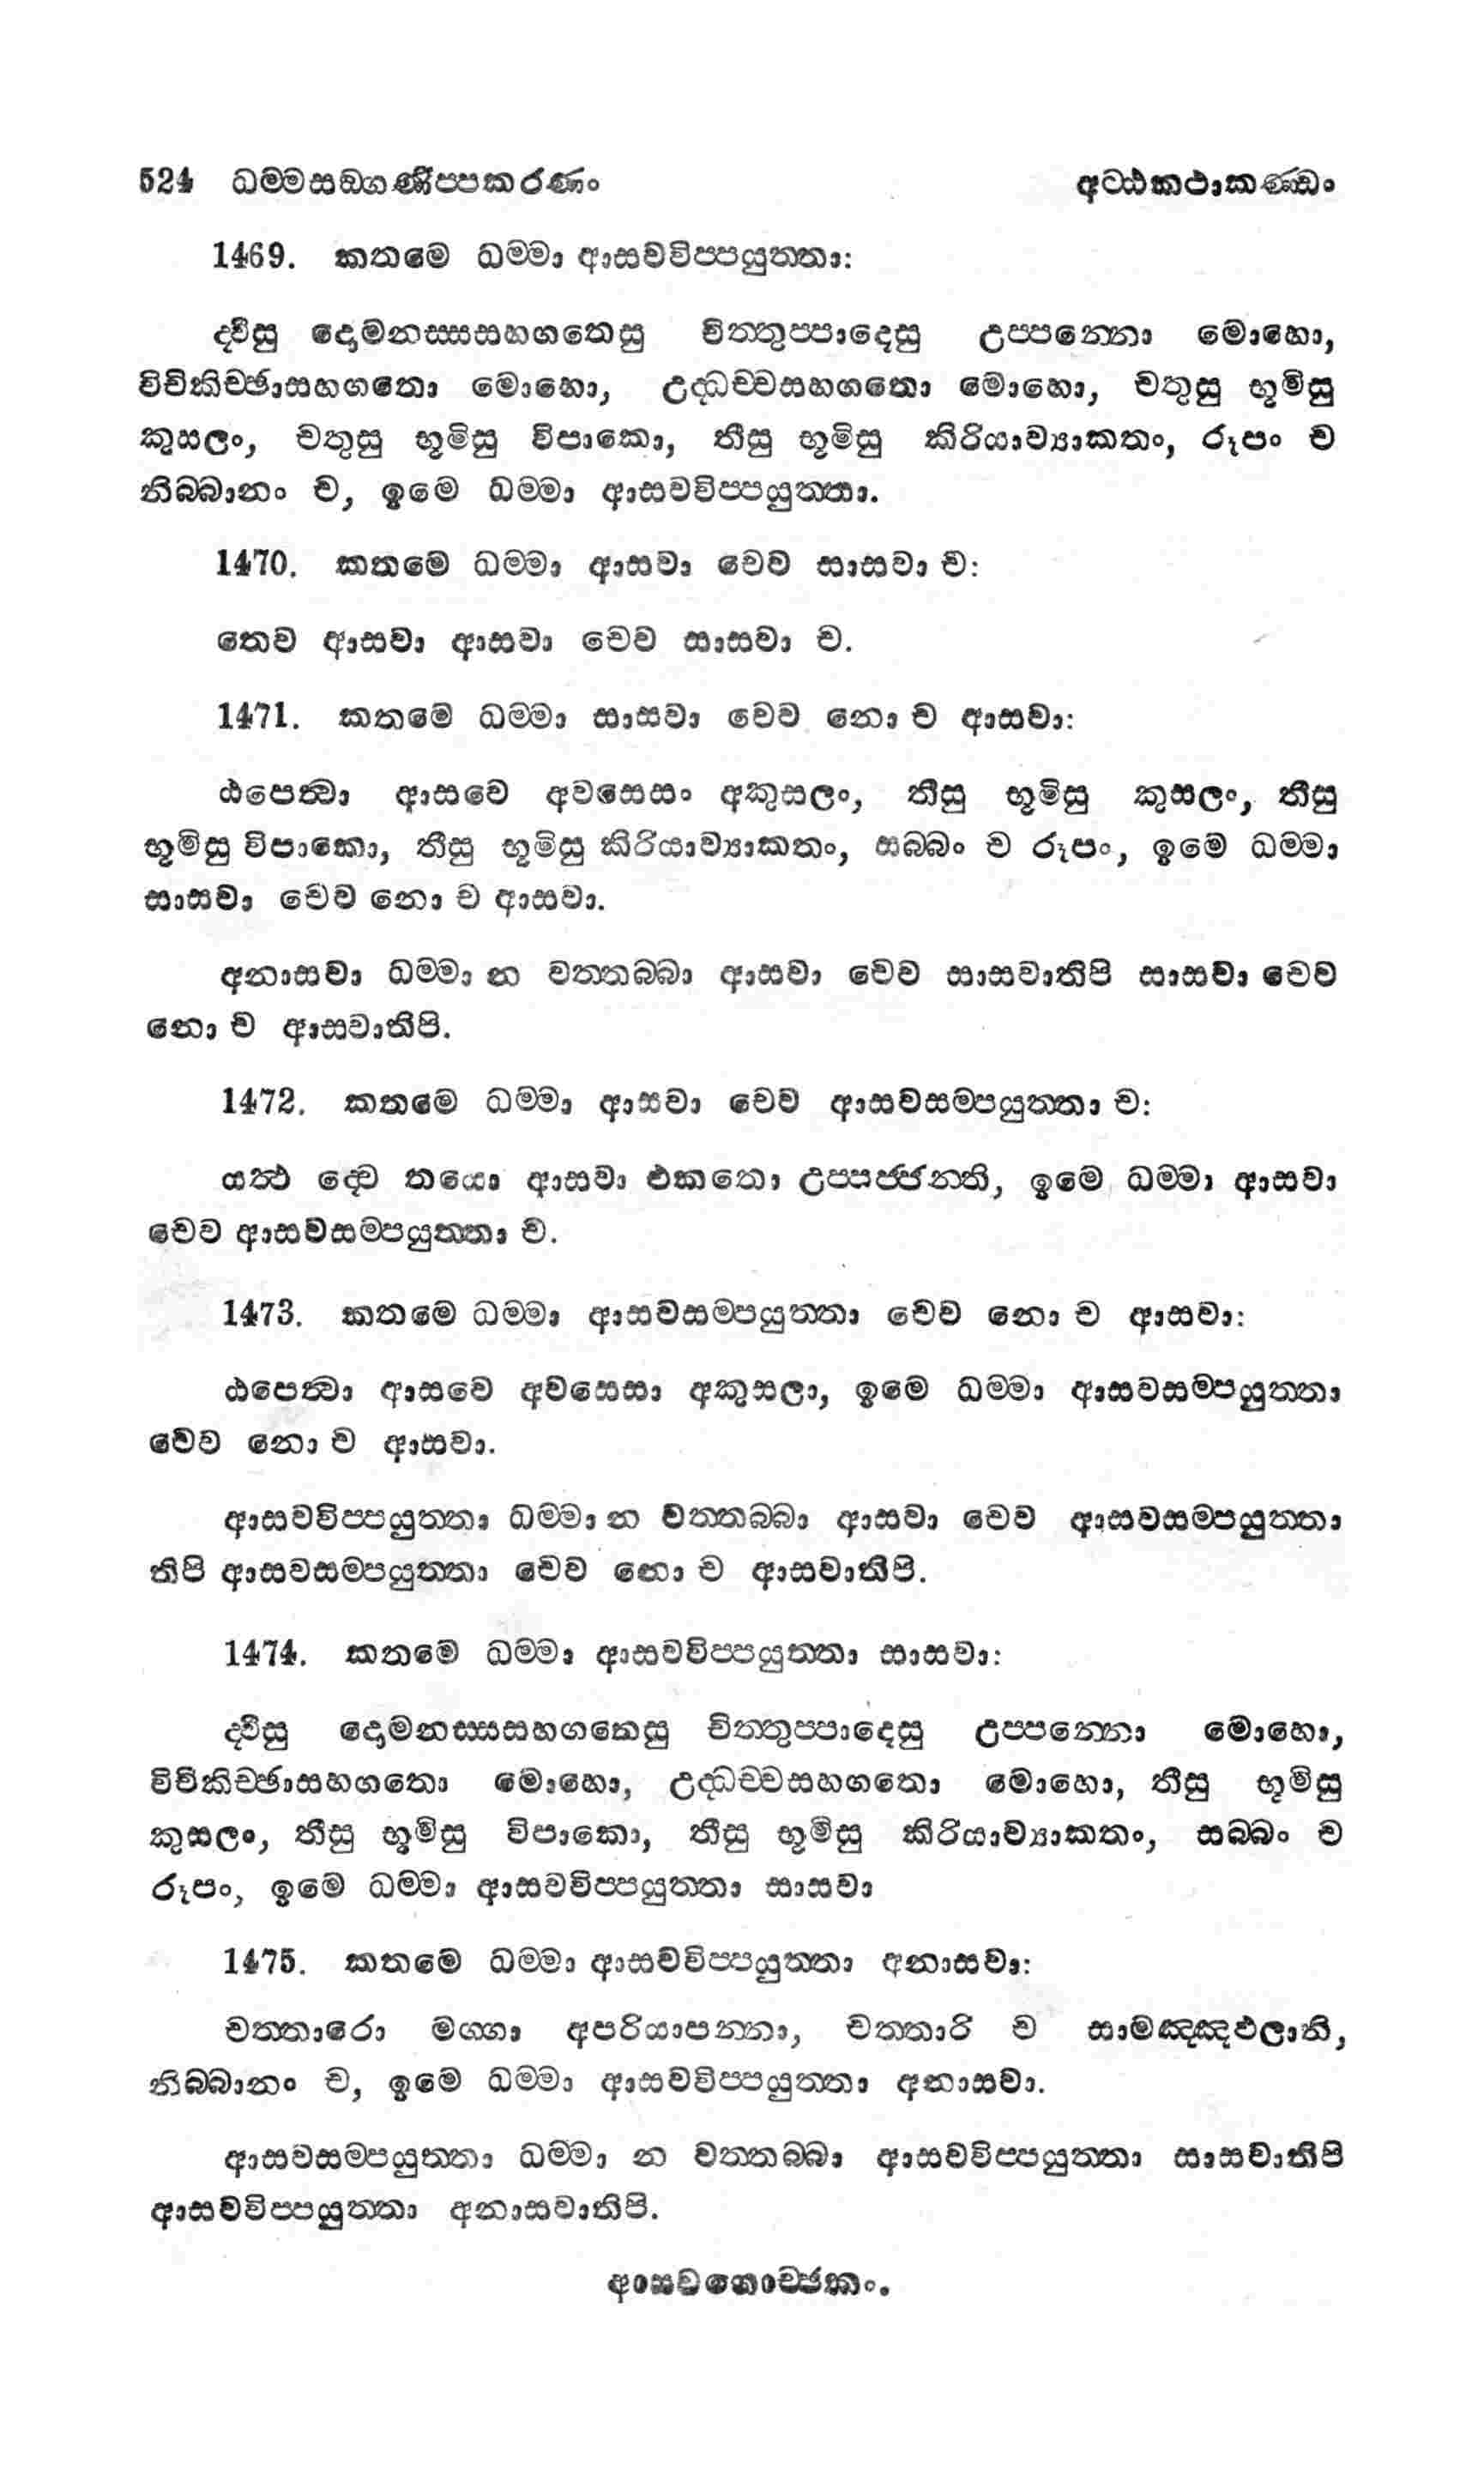 524 ධම්මසඞ්ගණිප්පකරණං අට්ඨකථාකණ්ඩං
1469. කතමෙ ධම්මා ආසවවිප්පයුත්තා:
ද්වීසු දොමනස්සසහගතෙසු චිත්තුප්පාදෙසු උප්පන්නො මොහො,
විචිකිච්ඡාසහගතො මොහො, උද්ධච්චසහගතො මොහො, චතුසු භූමිසු
කුසලං, චතුසු භූමිසු විපාකො, තීසු භූමිසු කිරියාව්‍යාකතං, රූපං ච
නිබ්බානං ච, ඉමෙ ධම්මා ආසවවිප්පයුත්තා.
1470. කතමෙ ධම්මා ආසවා චෙව සාසවා ච:
තෙව ආසවා ආසවා චෙව සාසවා ච.
1471. කතමෙ ධම්මා සාසවා චෙව නො ච ආසවා:
ඨපෙත්වා ආසවෙ අවසෙසං අකුසලං, තීසු භූමිසු කුසලං, තීසු
භූමිසු විපාකො, තීසු භූමිසු කිරියාව්‍යාකතං, සබ්බං ච රූපං, ඉමෙ ධම්මා
සාසවා චෙව නො ච ආසවා.
අනාසවා ධම්මා න වත්තබ්බා ආසවා චෙව සාසවාතිපි සාසවා චෙව
නො ච ආසවාතිපි.
1472. කතමෙ ධම්මා ආසවා චෙව ආසවසම්පයුත්තා ච:
යත්ථ ද්වෙ තයො ආසවා එකතො උප්පජ්ජන්ති, ඉමෙ ධම්මා ආසවා
චෙව ආසවසම්පයුත්තා ච.
1473. කතමෙ ධම්මා ආසවසම්පයුත්තා චෙව නො ච ආසවා:
ඨපෙත්වා ආසවෙ අවසෙසා අකුසලා, ඉමෙ ධම්මා ආසවසම්පයුත්තා
චෙව නො ච ආසවා.
ආසවවිප්පයුත්තා ධම්මා න වත්තබ්බා ආසවා චෙව ආසවසම්පයුත්තා
තිපි ආසවසම්පයුත්තා චෙව නො ච ආසවාතිපි.
1474. කතමෙ ධම්මා ආසවවිප්පයුත්තා සාසවා:
ද්වීසු දොමනස්සසහගතෙසු චිත්තුප්පාදෙසු උප්පන්නො මොහො,
විචිකිච්ඡාසහගතො මොහො, උද්ධච්චසහගතො මොහො, තීසු භූමිසු
කුසලං, තීසු භූමිසු විපාකො, තීසු භූමිසු කිරියාව්‍යාකතං, සබ්බං ච
රූපං, ඉමෙ ධම්මා ආසවවිප්පයුත්තා සාසවා
1475. කතමෙ ධම්මා ආසවවිප්පයුත්තා අනාසවා:
චත්තාරො මග්ගා අපරියාපන්නා, චත්තාරි ච සාමඤ්ඤඵලානි,
නිබ්බානං ච, ඉමෙ ධම්මා ආසවවිප්පයුත්තා අනාසවා.
ආසවසම්පයුත්තා ධම්මා න වත්තබ්බා ආසවවිප්පයුත්තා සාසවාතිපි
ආසවවිප්පයුත්තා අනාසවාතිපි.
ආසවගොච්ඡකං.